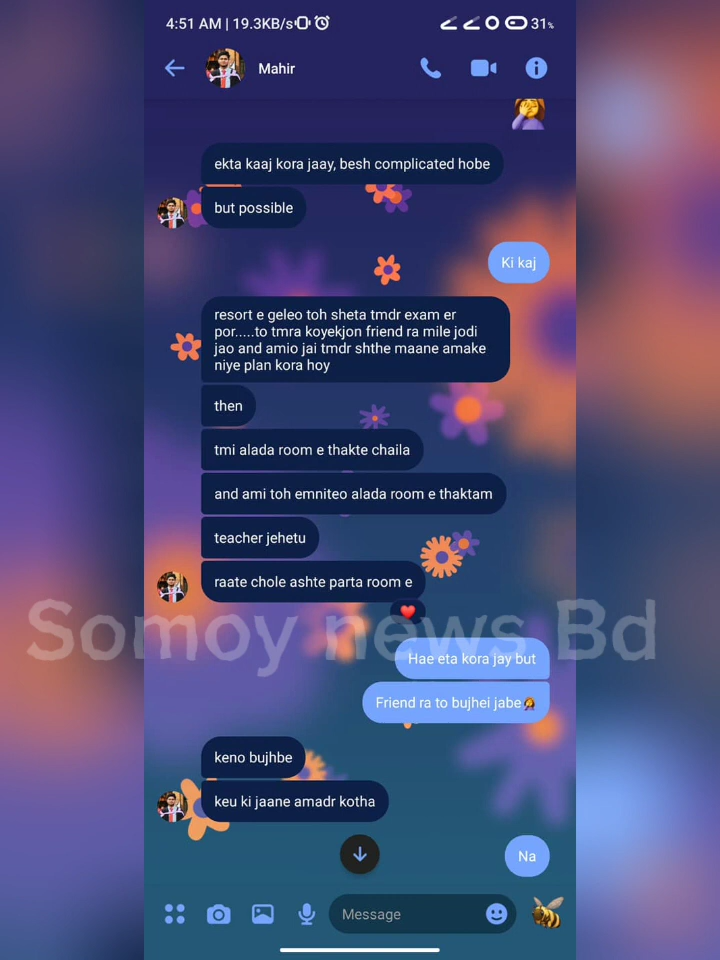 4:51 AM | 19.3KB/s
31%
Mahir
ekta kaaj kora jaay, besh complicated hobe
but possible
Ki kaj
resort e geleo toh sheta tmdr exam er
por.....to tmra koyekjon friend ra mile jodi
jao and amio jai tmdr shthe maane amake
niye plan kora hoy
then
tmi alada room e thakte chaila
and ami toh emniteo alada room e thaktam
teacher jehetu
raate chole ashte parta room e
Somoy news Bd
Hae eta kora jay but
Friend ra to bujhei jabe
keno bujhbe
keu ki jaane amadr kotha
Na
Message